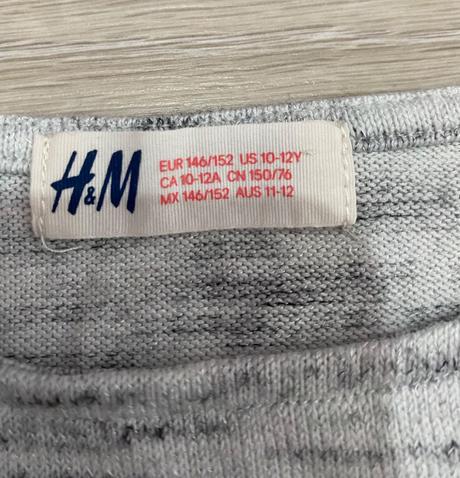 H&M
EUR 146/152 US 10-12Y
CA 10-12A CN 150/76
MX 146/152 AUS 11-12